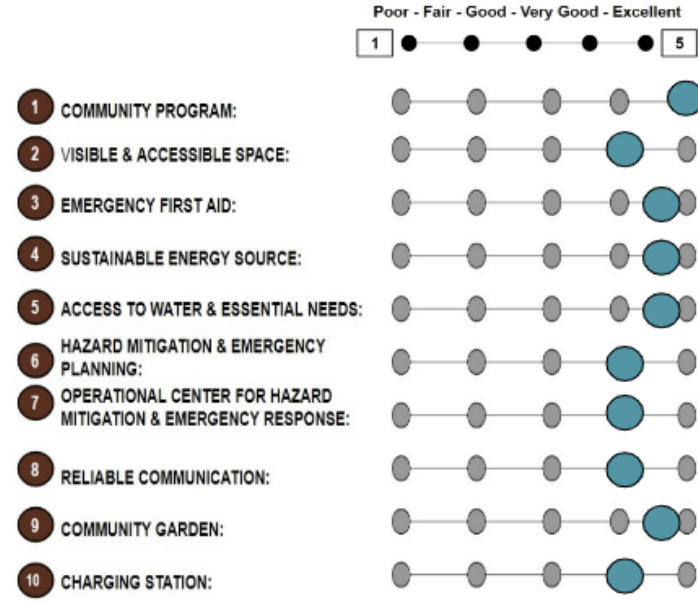 Poor - Fair - Good - Very Good - Excellent
1 5
1 COMMUNITY PROGRAM:
2 VISIBLE & ACCESSIBLE SPACE:
3 EMERGENCY FIRST AID:
4 SUSTAINABLE ENERGY SOURCE:
5 ACCESS TO WATER & ESSENTIAL NEEDS:
6 HAZARD MITIGATION & EMERGENCY
PLANNING:
7 OPERATIONAL CENTER FOR HAZARD
MITIGATION & EMERGENCY RESPONSE:
8 RELIABLE COMMUNICATION:
9 COMMUNITY GARDEN:
10 CHARGING STATION: